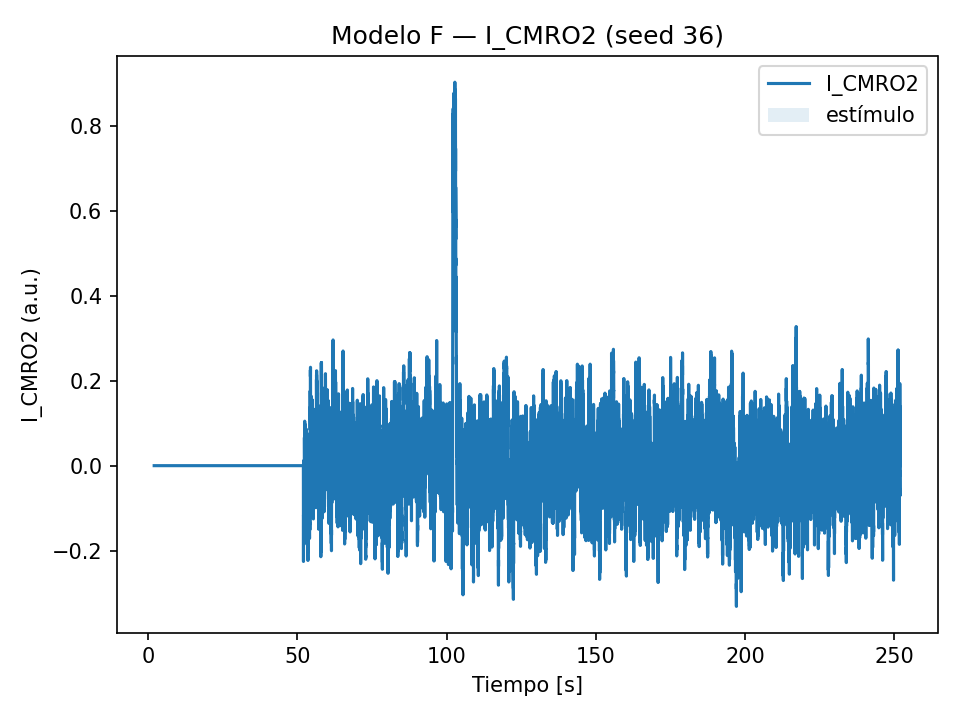 Modelo F — I_CMRO2 (seed 36)
I_CMRO2
estímulo
I_CMRO2 (a.u.)
0.8
0.6
0.4
0.2
0.0
−0.2
0 50 100 150 200 250
Tiempo [s]